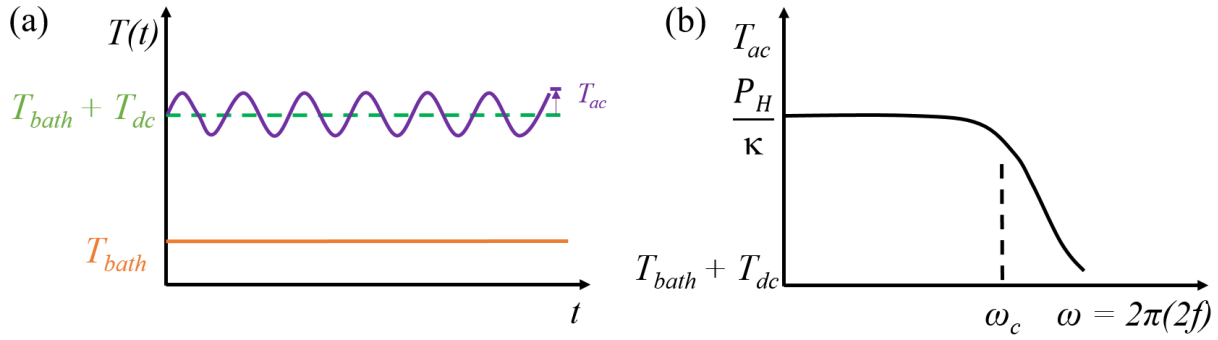 (a)
T(t)
T_bath + T_dc
T_ac
T_bath
t
(b)
T_ac
P_H
κ
T_bath + T_dc
ω_c
ω = 2π(2f)